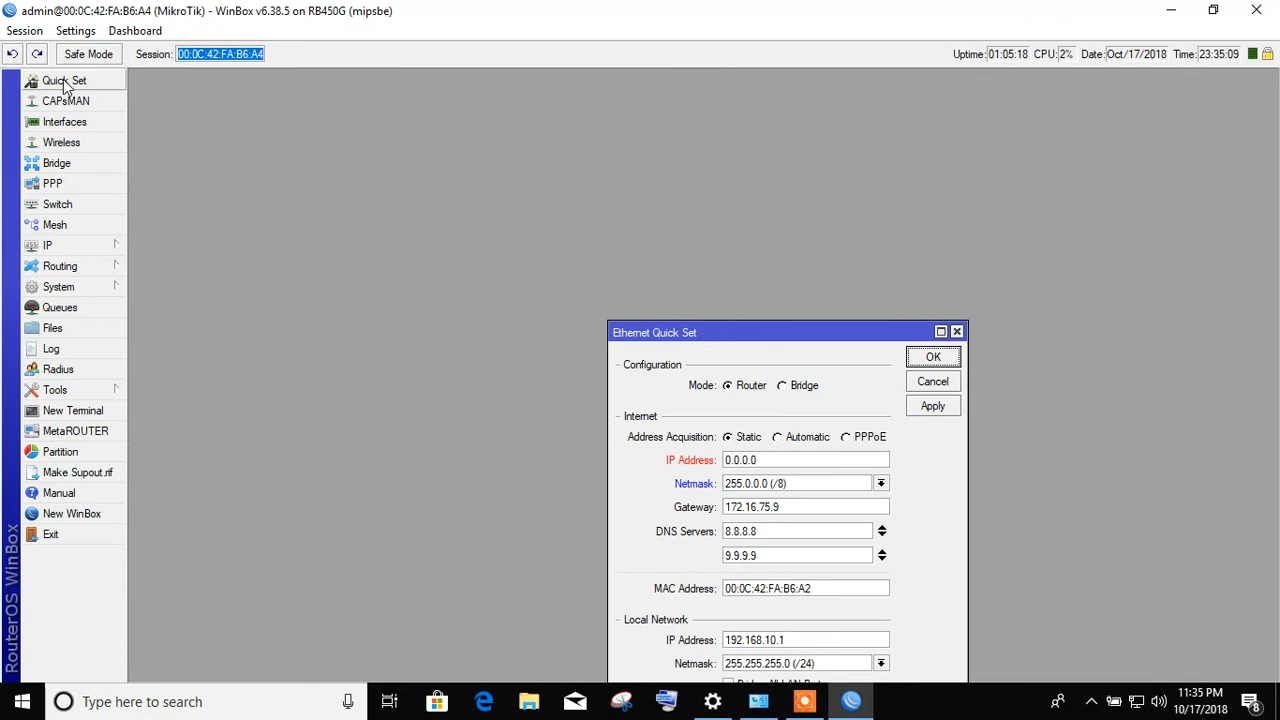 admin@00:0C:42:FA:B6:A4 (MikroTik) - WinBox v6.38.5 on RB450G (mipsbe)
Session Settings Dashboard
Safe Mode Session: 00:0C:42:FA:B6:A4 Uptime: 01:05:18 CPU: 2% Date: Oct/17/2018 Time: 23:35:09
Quick Set
CAPsMAN
Interfaces
Wireless
Bridge
PPP
Switch
Mesh
IP
Routing
System
Queues
Files
Log
Radius
Tools
New Terminal
MetaROUTER
Partition
Make Supout.rif
Manual
New WinBox
Exit
RouterOS WinBox
Ethernet Quick Set
OK
Cancel
Apply
Configuration
Mode: Router Bridge
Internet
Address Acquisition: Static Automatic PPPoE
IP Address: 0.0.0.0
Netmask: 255.0.0.0 (/8)
Gateway: 172.16.75.9
DNS Servers: 8.8.8.8
9.9.9.9
MAC Address: 00:0C:42:FA:B6:A2
Local Network
IP Address: 192.168.10.1
Netmask: 255.255.255.0 (/24)
Type here to search
11:35 PM
10/17/2018
8